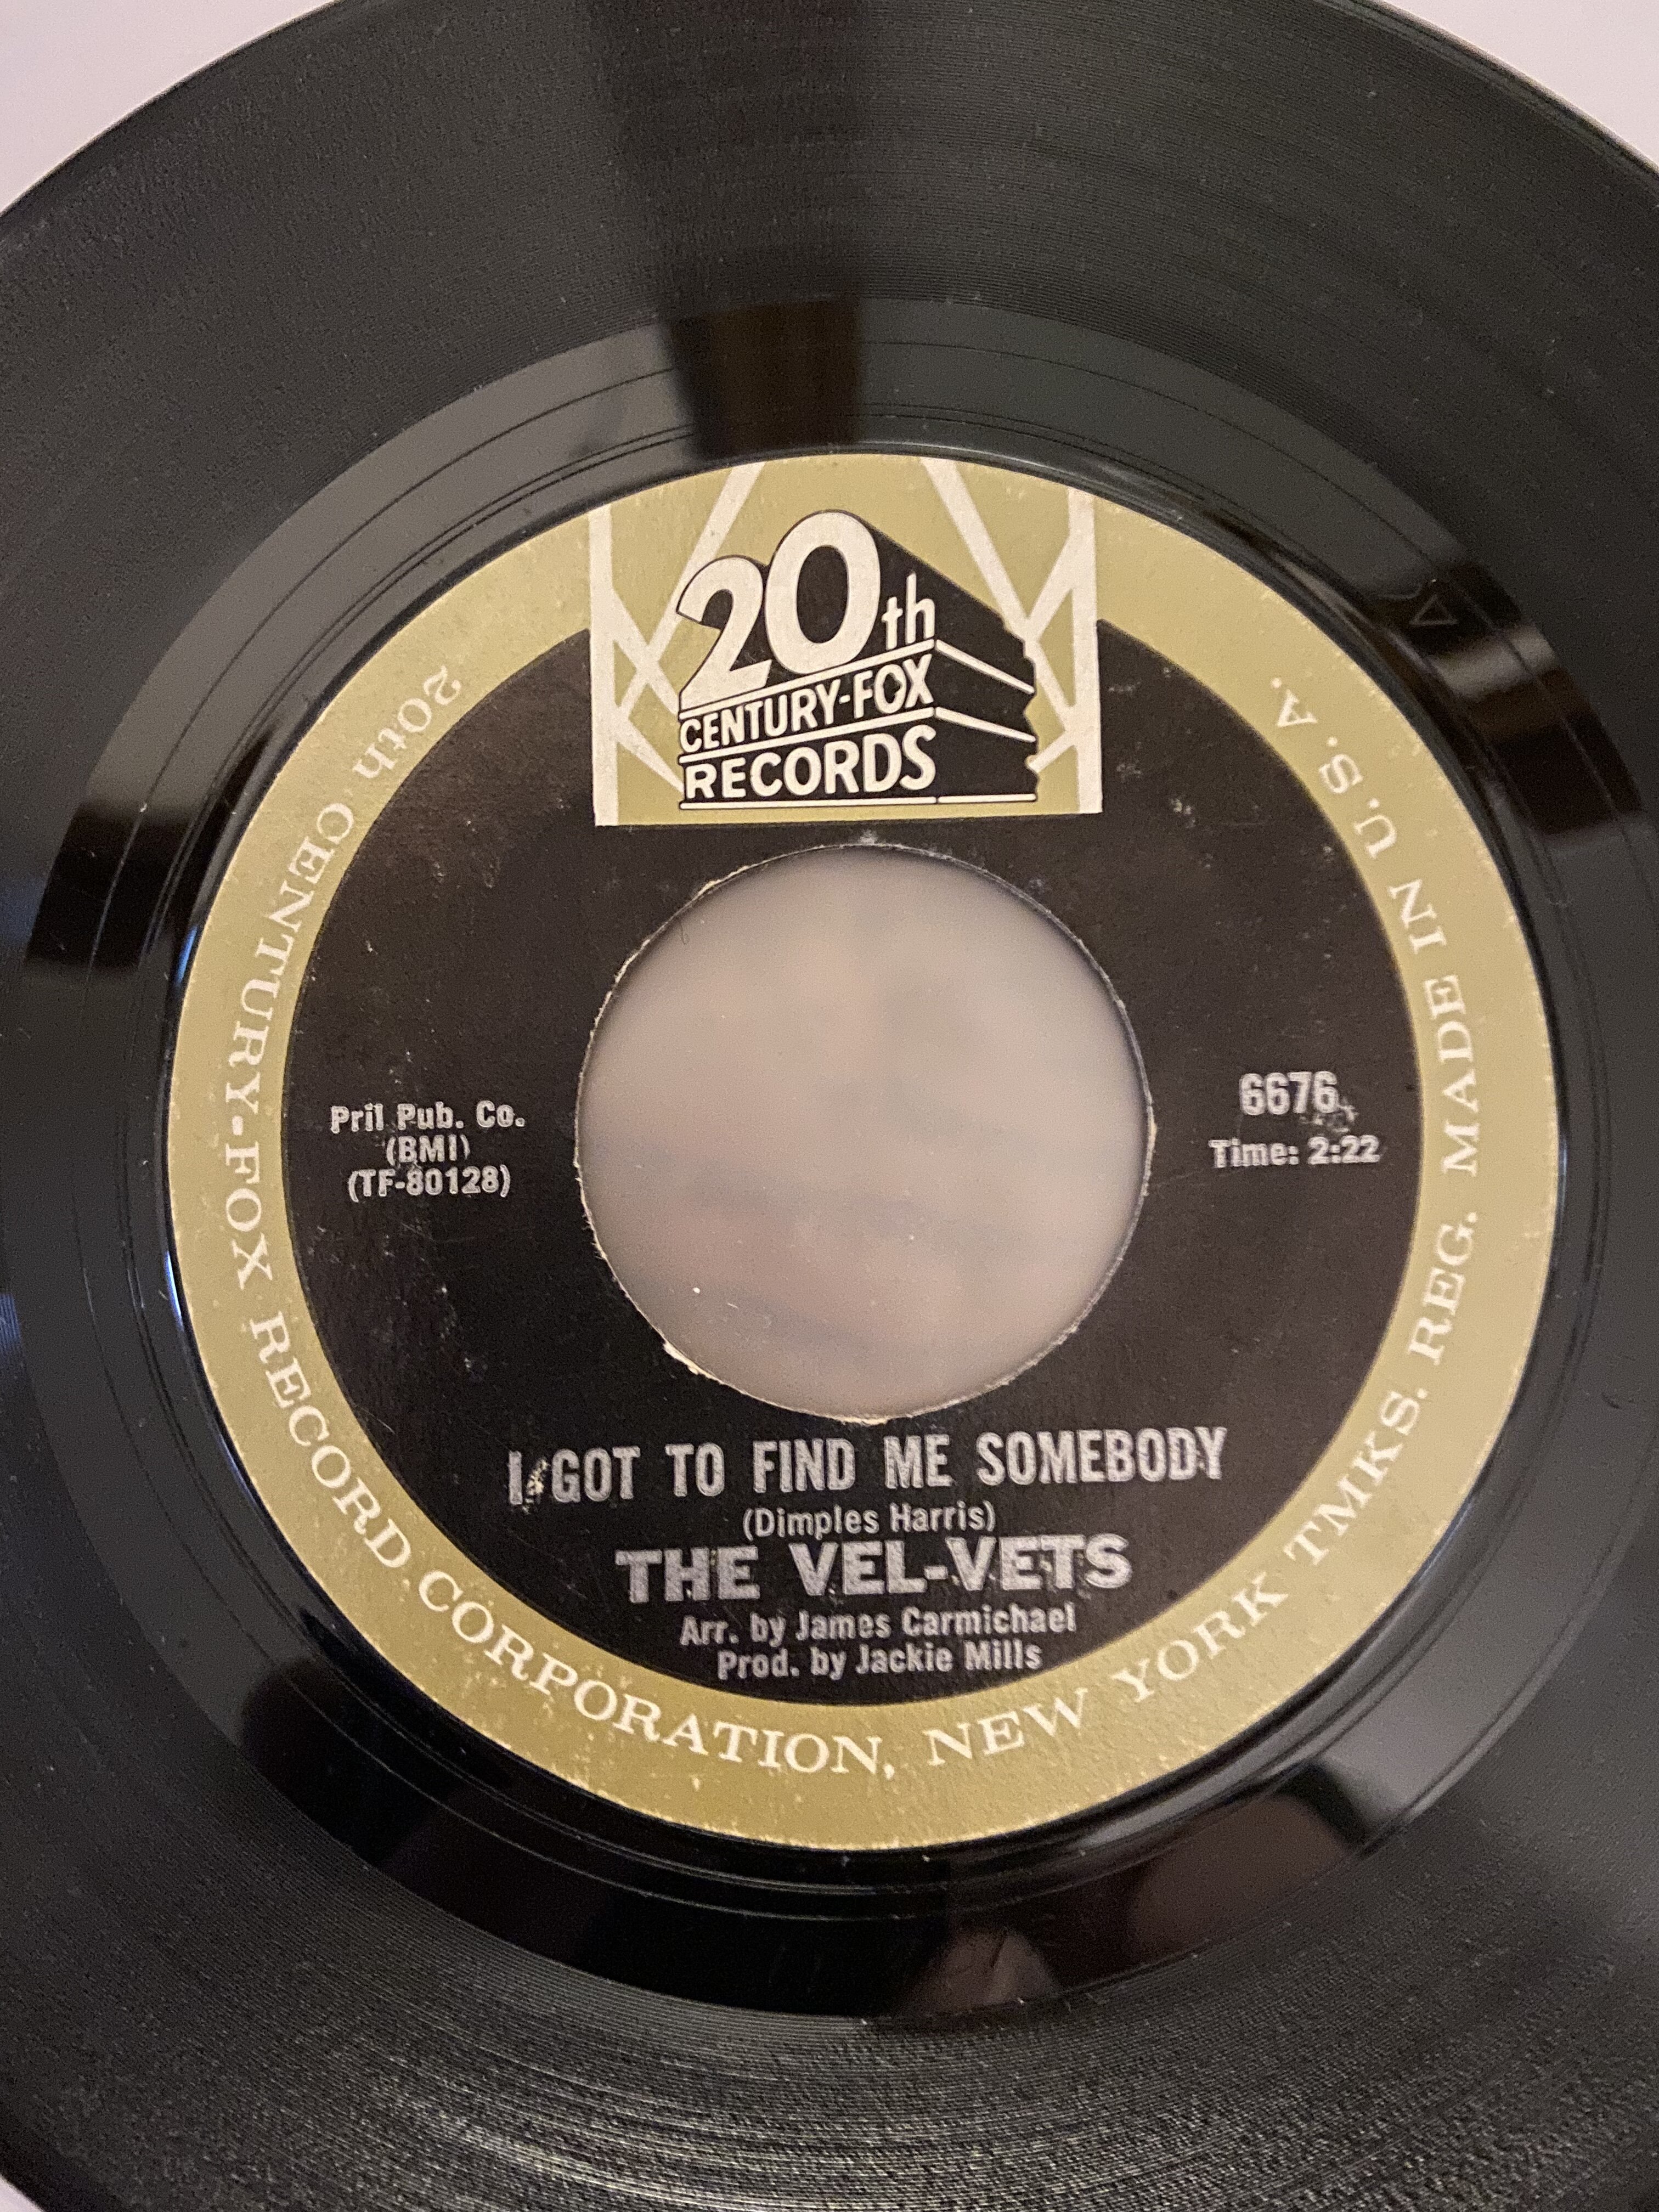 20th
CENTURY-FOX
RECORDS
Pril Pub. Co.
(BMI)
(TF-80128)
6676
Time: 2:22
I GOT TO FIND ME SOMEBODY
(Dimples Harris)
THE VEL-VETS
Arr. by James Carmichael
Prod. by Jackie Mills
20th CENTURY-FOX RECORD CORPORATION, NEW YORK TMKS. REG. MADE IN U.S.A.